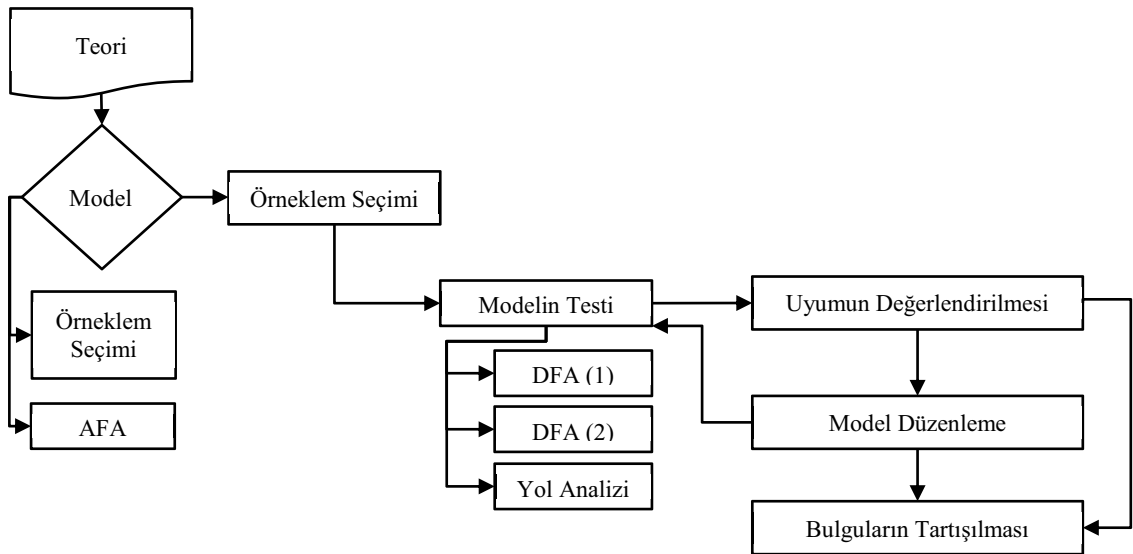 Teori
Model
Örneklem Seçimi
Örneklem
Seçimi
AFA
Modelin Testi
DFA (1)
DFA (2)
Yol Analizi
Uyumun Değerlendirilmesi
Model Düzenleme
Bulguların Tartışılması